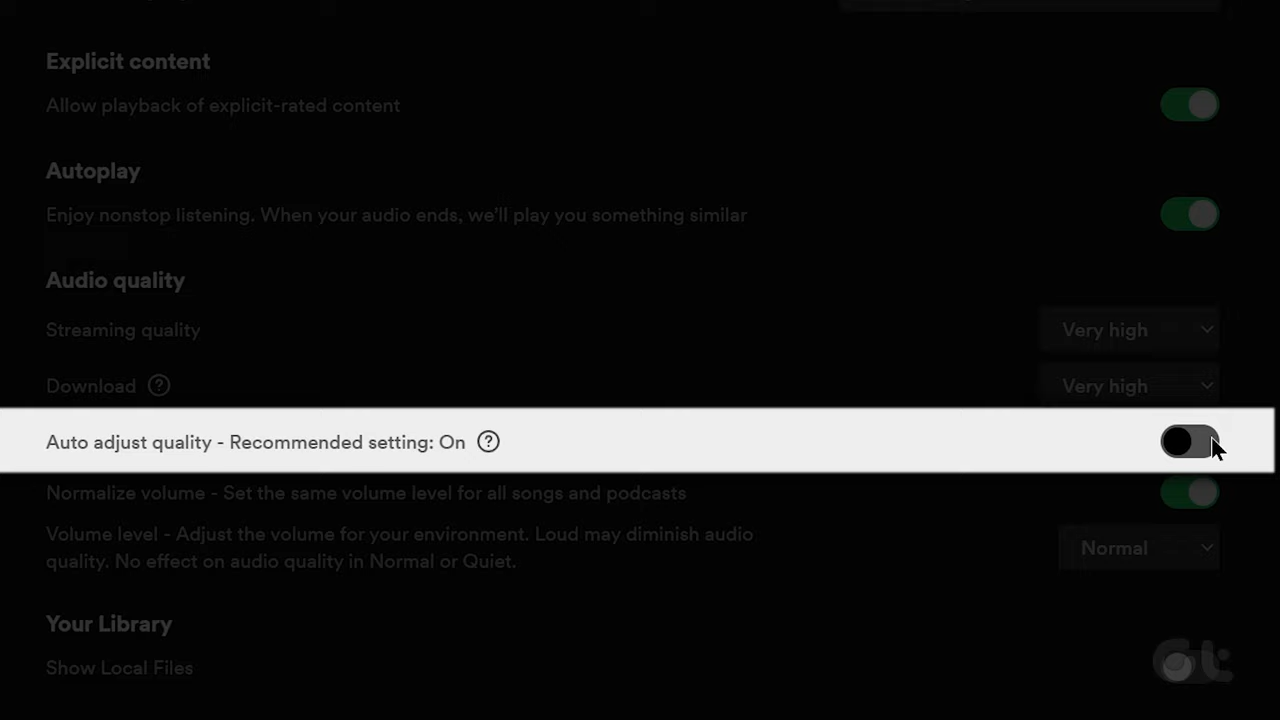 Explicit content
Allow playback of explicit-rated content
Autoplay
Enjoy nonstop listening. When your audio ends, we'll play you something similar
Audio quality
Streaming quality
Very high
Download ?
Very high
Auto adjust quality - Recommended setting: On ?
Normalize volume - Set the same volume level for all songs and podcasts
Volume level - Adjust the volume for your environment. Loud may diminish audio
quality. No effect on audio quality in Normal or Quiet.
Normal
Your Library
Show Local Files
Gt